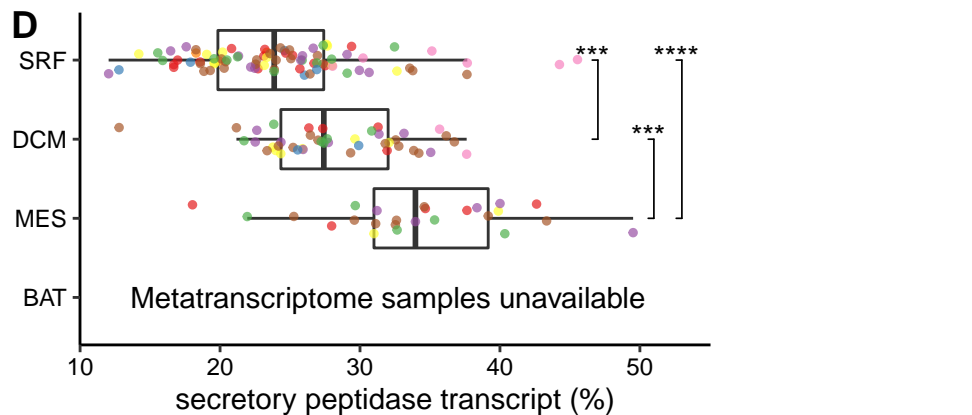 D
SRF
*** ****
DCM
***
MES
BAT
Metatranscriptome samples unavailable
10 20 30 40 50
secretory peptidase transcript (%)